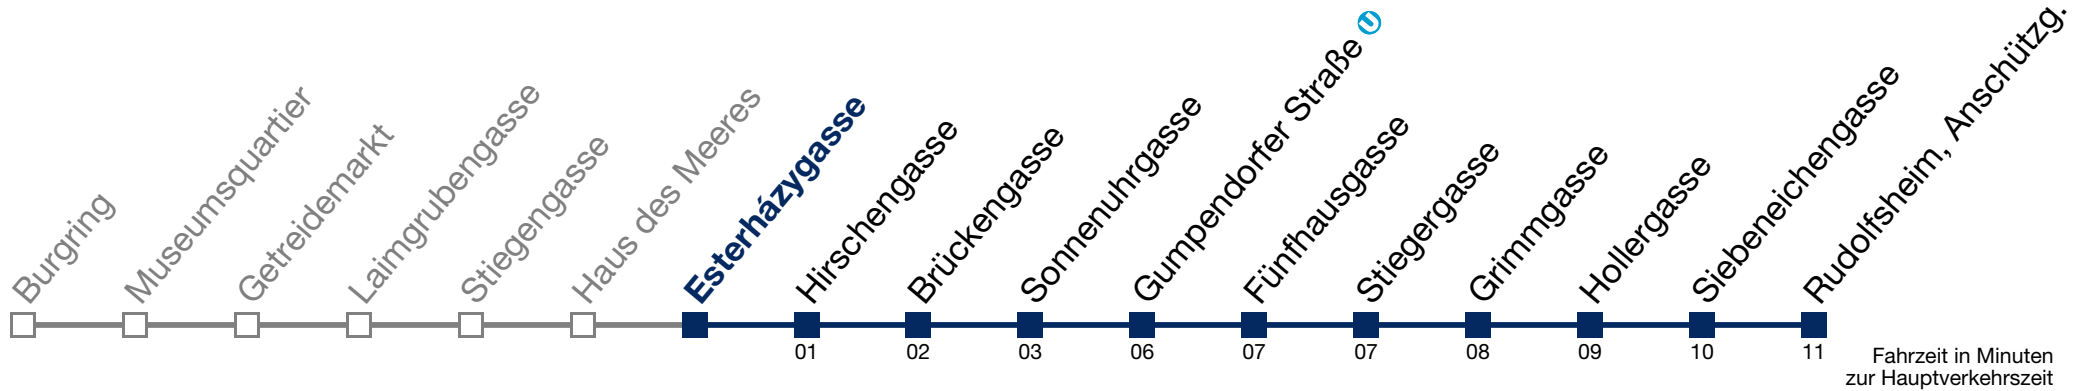 Burgring
Museumsquartier
Getreidemarkt
Laimgrubengasse
Stiegengasse
Haus des Meeres
Esterházygasse
Hirschengasse
Brückengasse
Sonnenuhrgasse
Gumpendorfer Straße U
Fünfhausgasse
Stiegergasse
Grimmgasse
Hollergasse
Siebeneichengasse
Rudolfsheim, Anschützg.
01 02 03 06 07 07 08 09 10 11
Fahrzeit in Minuten
zur Hauptverkehrszeit